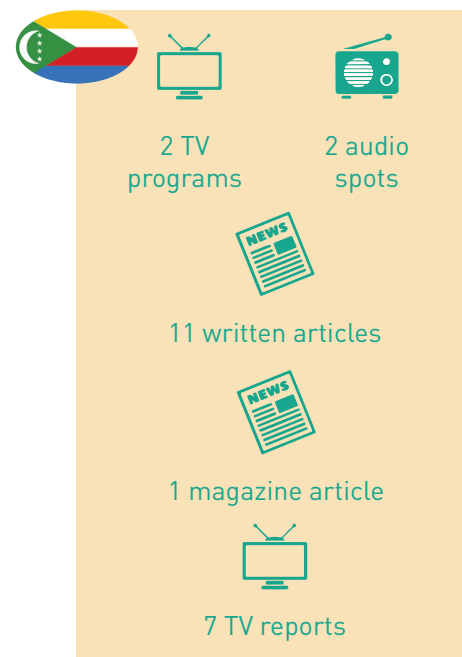 2 TV
programs
2 audio
spots
NEWS
11 written articles
NEWS
1 magazine article
7 TV reports